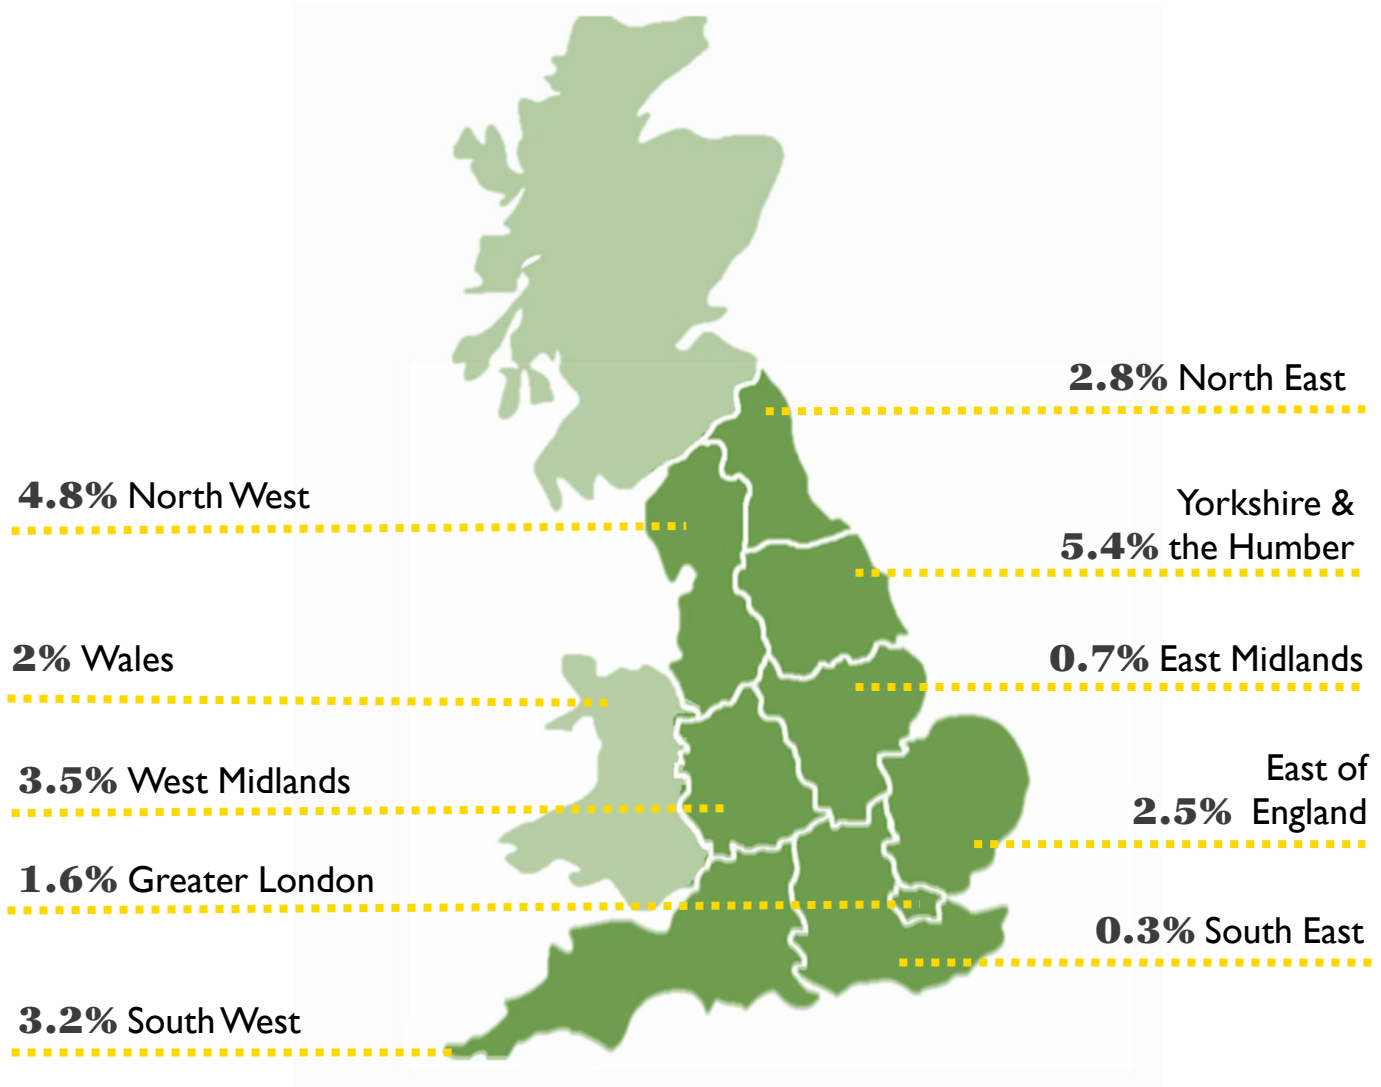 2.8% North East
4.8% North West
Yorkshire &
5.4% the Humber
2% Wales
0.7% East Midlands
3.5% West Midlands
East of
2.5% England
1.6% Greater London
0.3% South East
3.2% South West